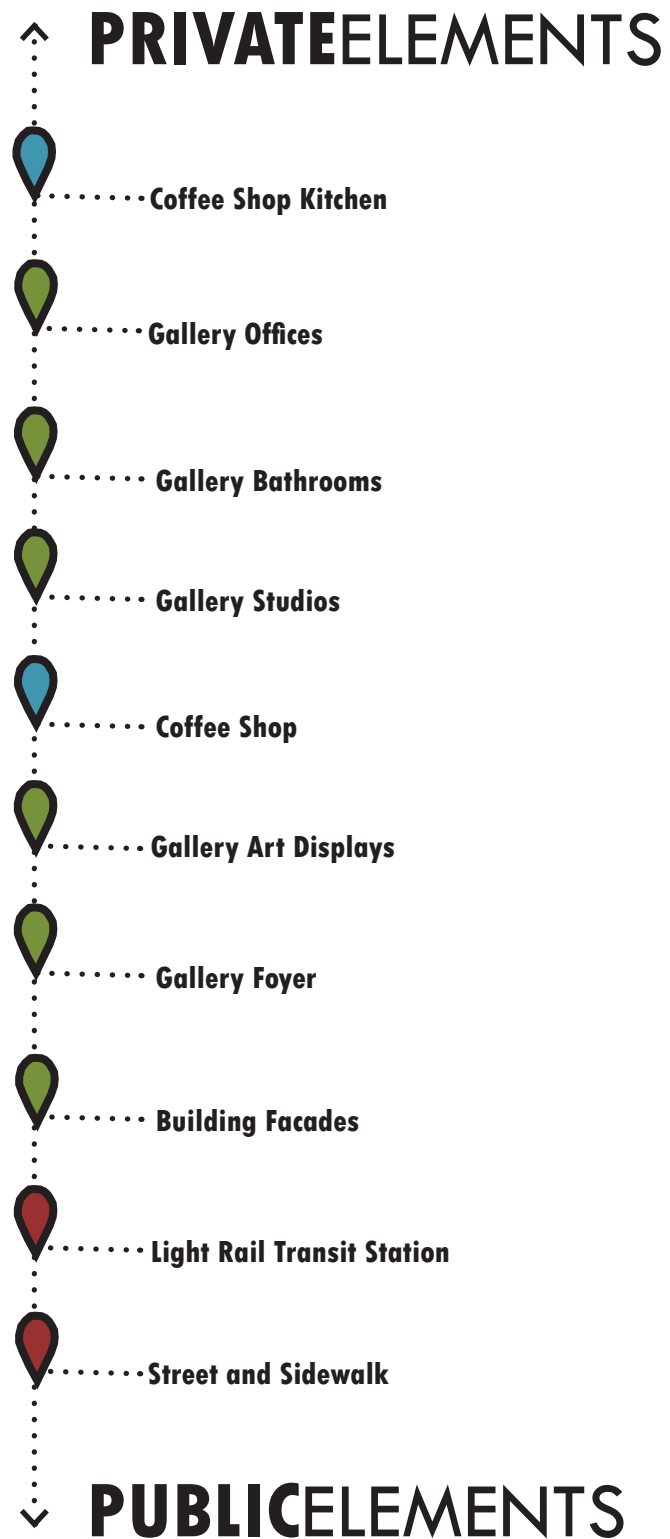 PRIVATEELEMENTS
Coffee Shop Kitchen
Gallery Offices
Gallery Bathrooms
Gallery Studios
Coffee Shop
Gallery Art Displays
Gallery Foyer
Building Facades
Light Rail Transit Station
Street and Sidewalk
PUBLICELEMENTS